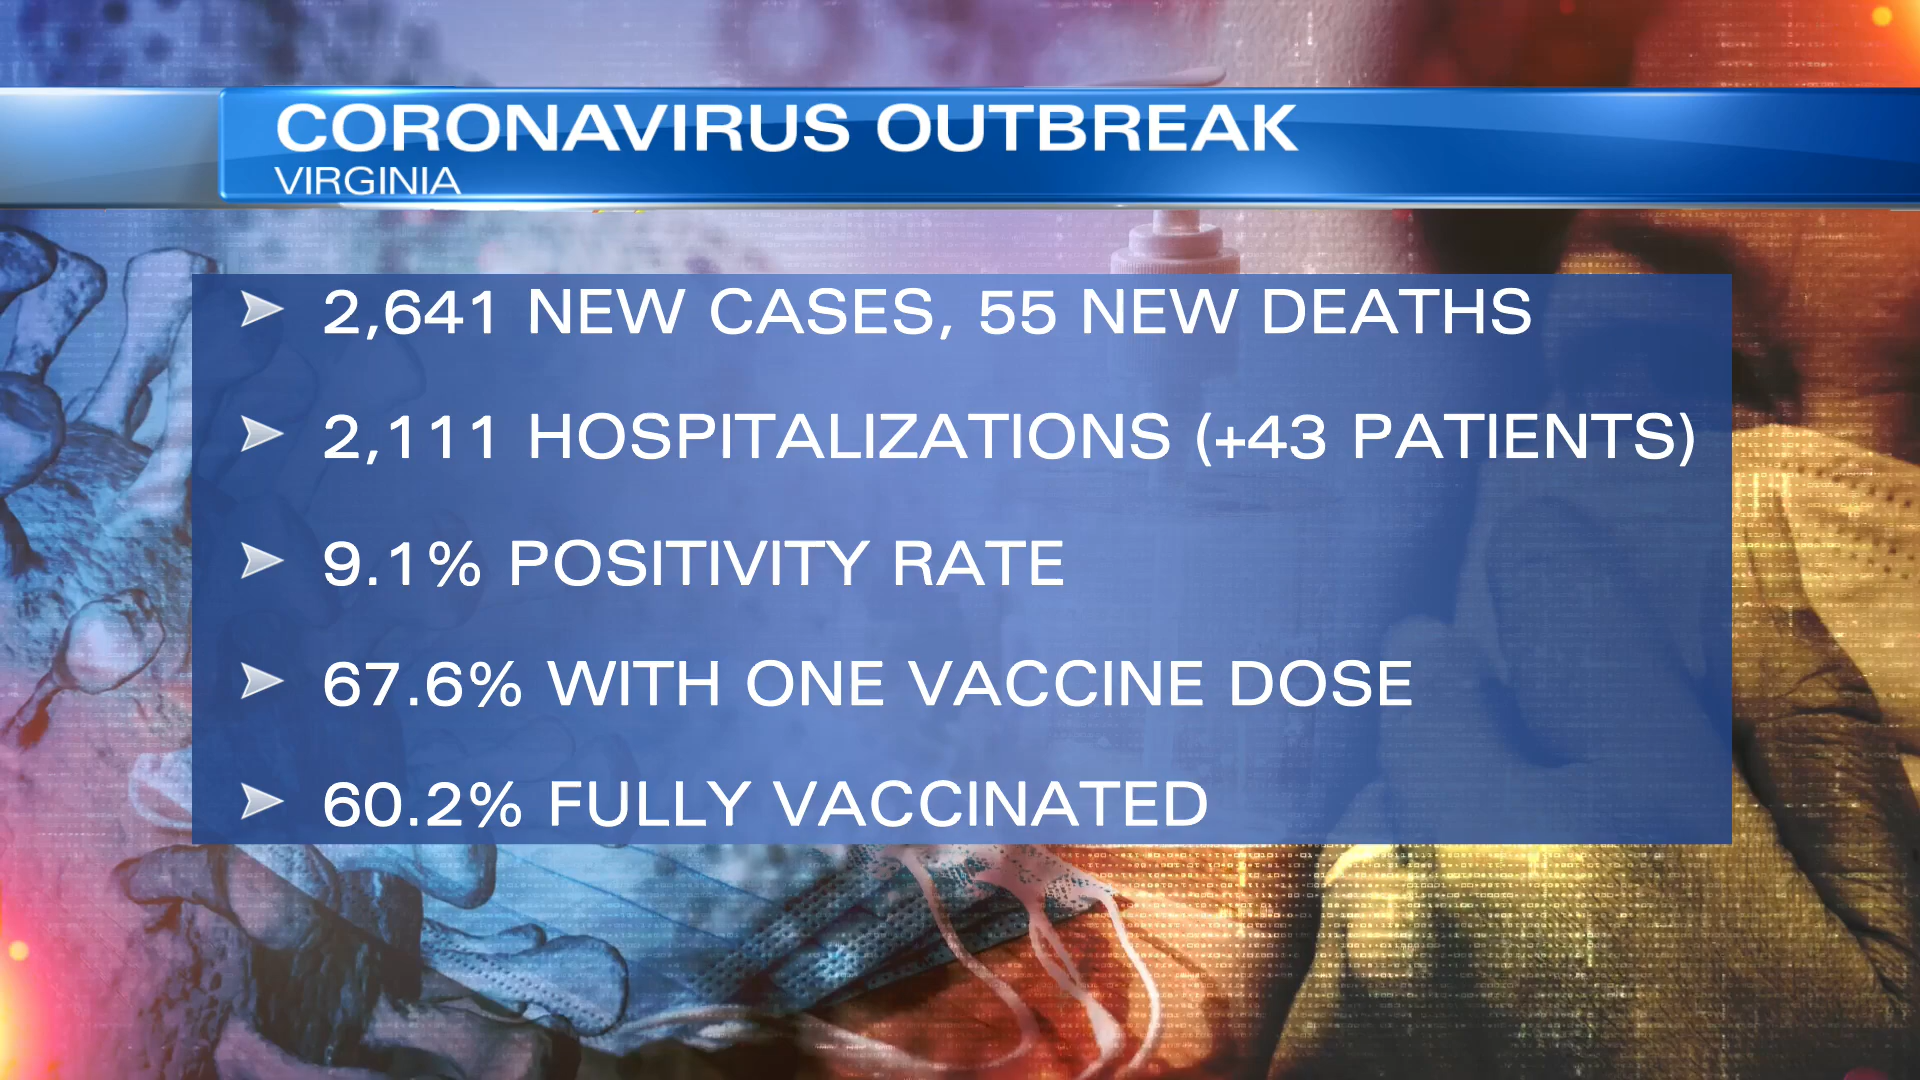 CORONAVIRUS OUTBREAK
VIRGINIA
2,641 NEW CASES, 55 NEW DEATHS
2,111 HOSPITALIZATIONS (+43 PATIENTS)
9.1% POSITIVITY RATE
67.6% WITH ONE VACCINE DOSE
60.2% FULLY VACCINATED